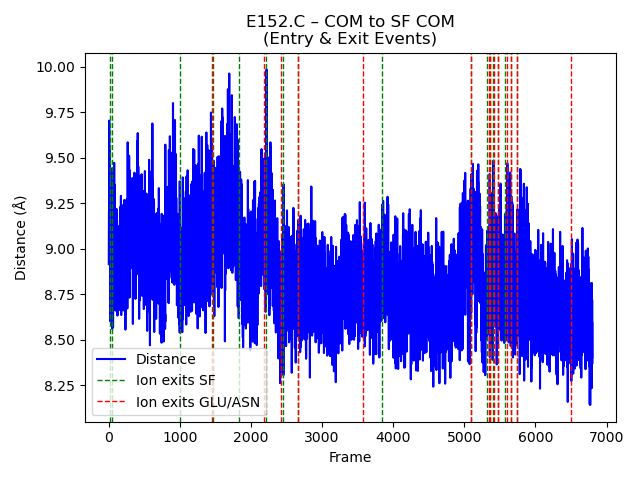 E152.C – COM to SF COM
(Entry & Exit Events)
10.00
9.75
9.50
9.25
9.00
8.75
8.50
8.25
Distance (Å)
Distance
Ion exits SF
Ion exits GLU/ASN
0 1000 2000 3000 4000 5000 6000 7000
Frame